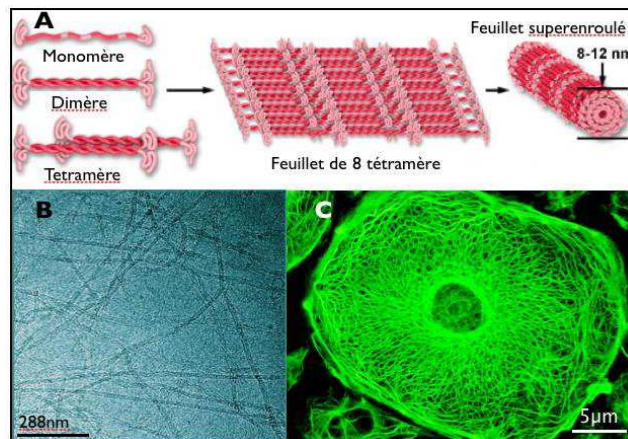 A
Monomère
Dimère
Tetramère
Feuillet de 8 tétramère
Feuillet superenroulé
8-12 nm
B
288nm
C
5µm